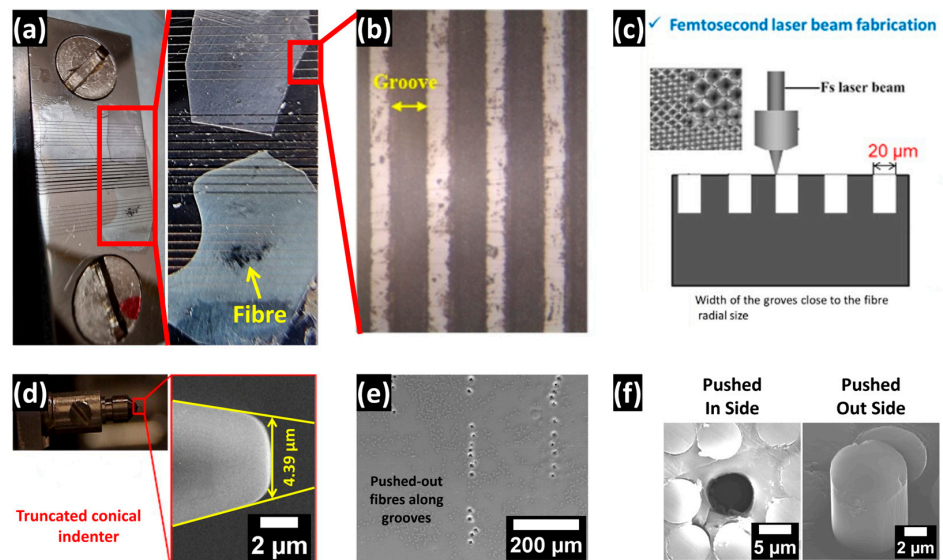 (a)
Fibre
(b)
Groove
(c)
✓ Femtosecond laser beam fabrication
Fs laser beam
20 µm
Width of the groves close to the fibre
radial size
(d)
4.39 µm
Truncated conical
indenter
2 µm
(e)
Pushed-out
fibres along
grooves
200 µm
(f)
Pushed
In Side
Pushed
Out Side
5 µm
2 µm